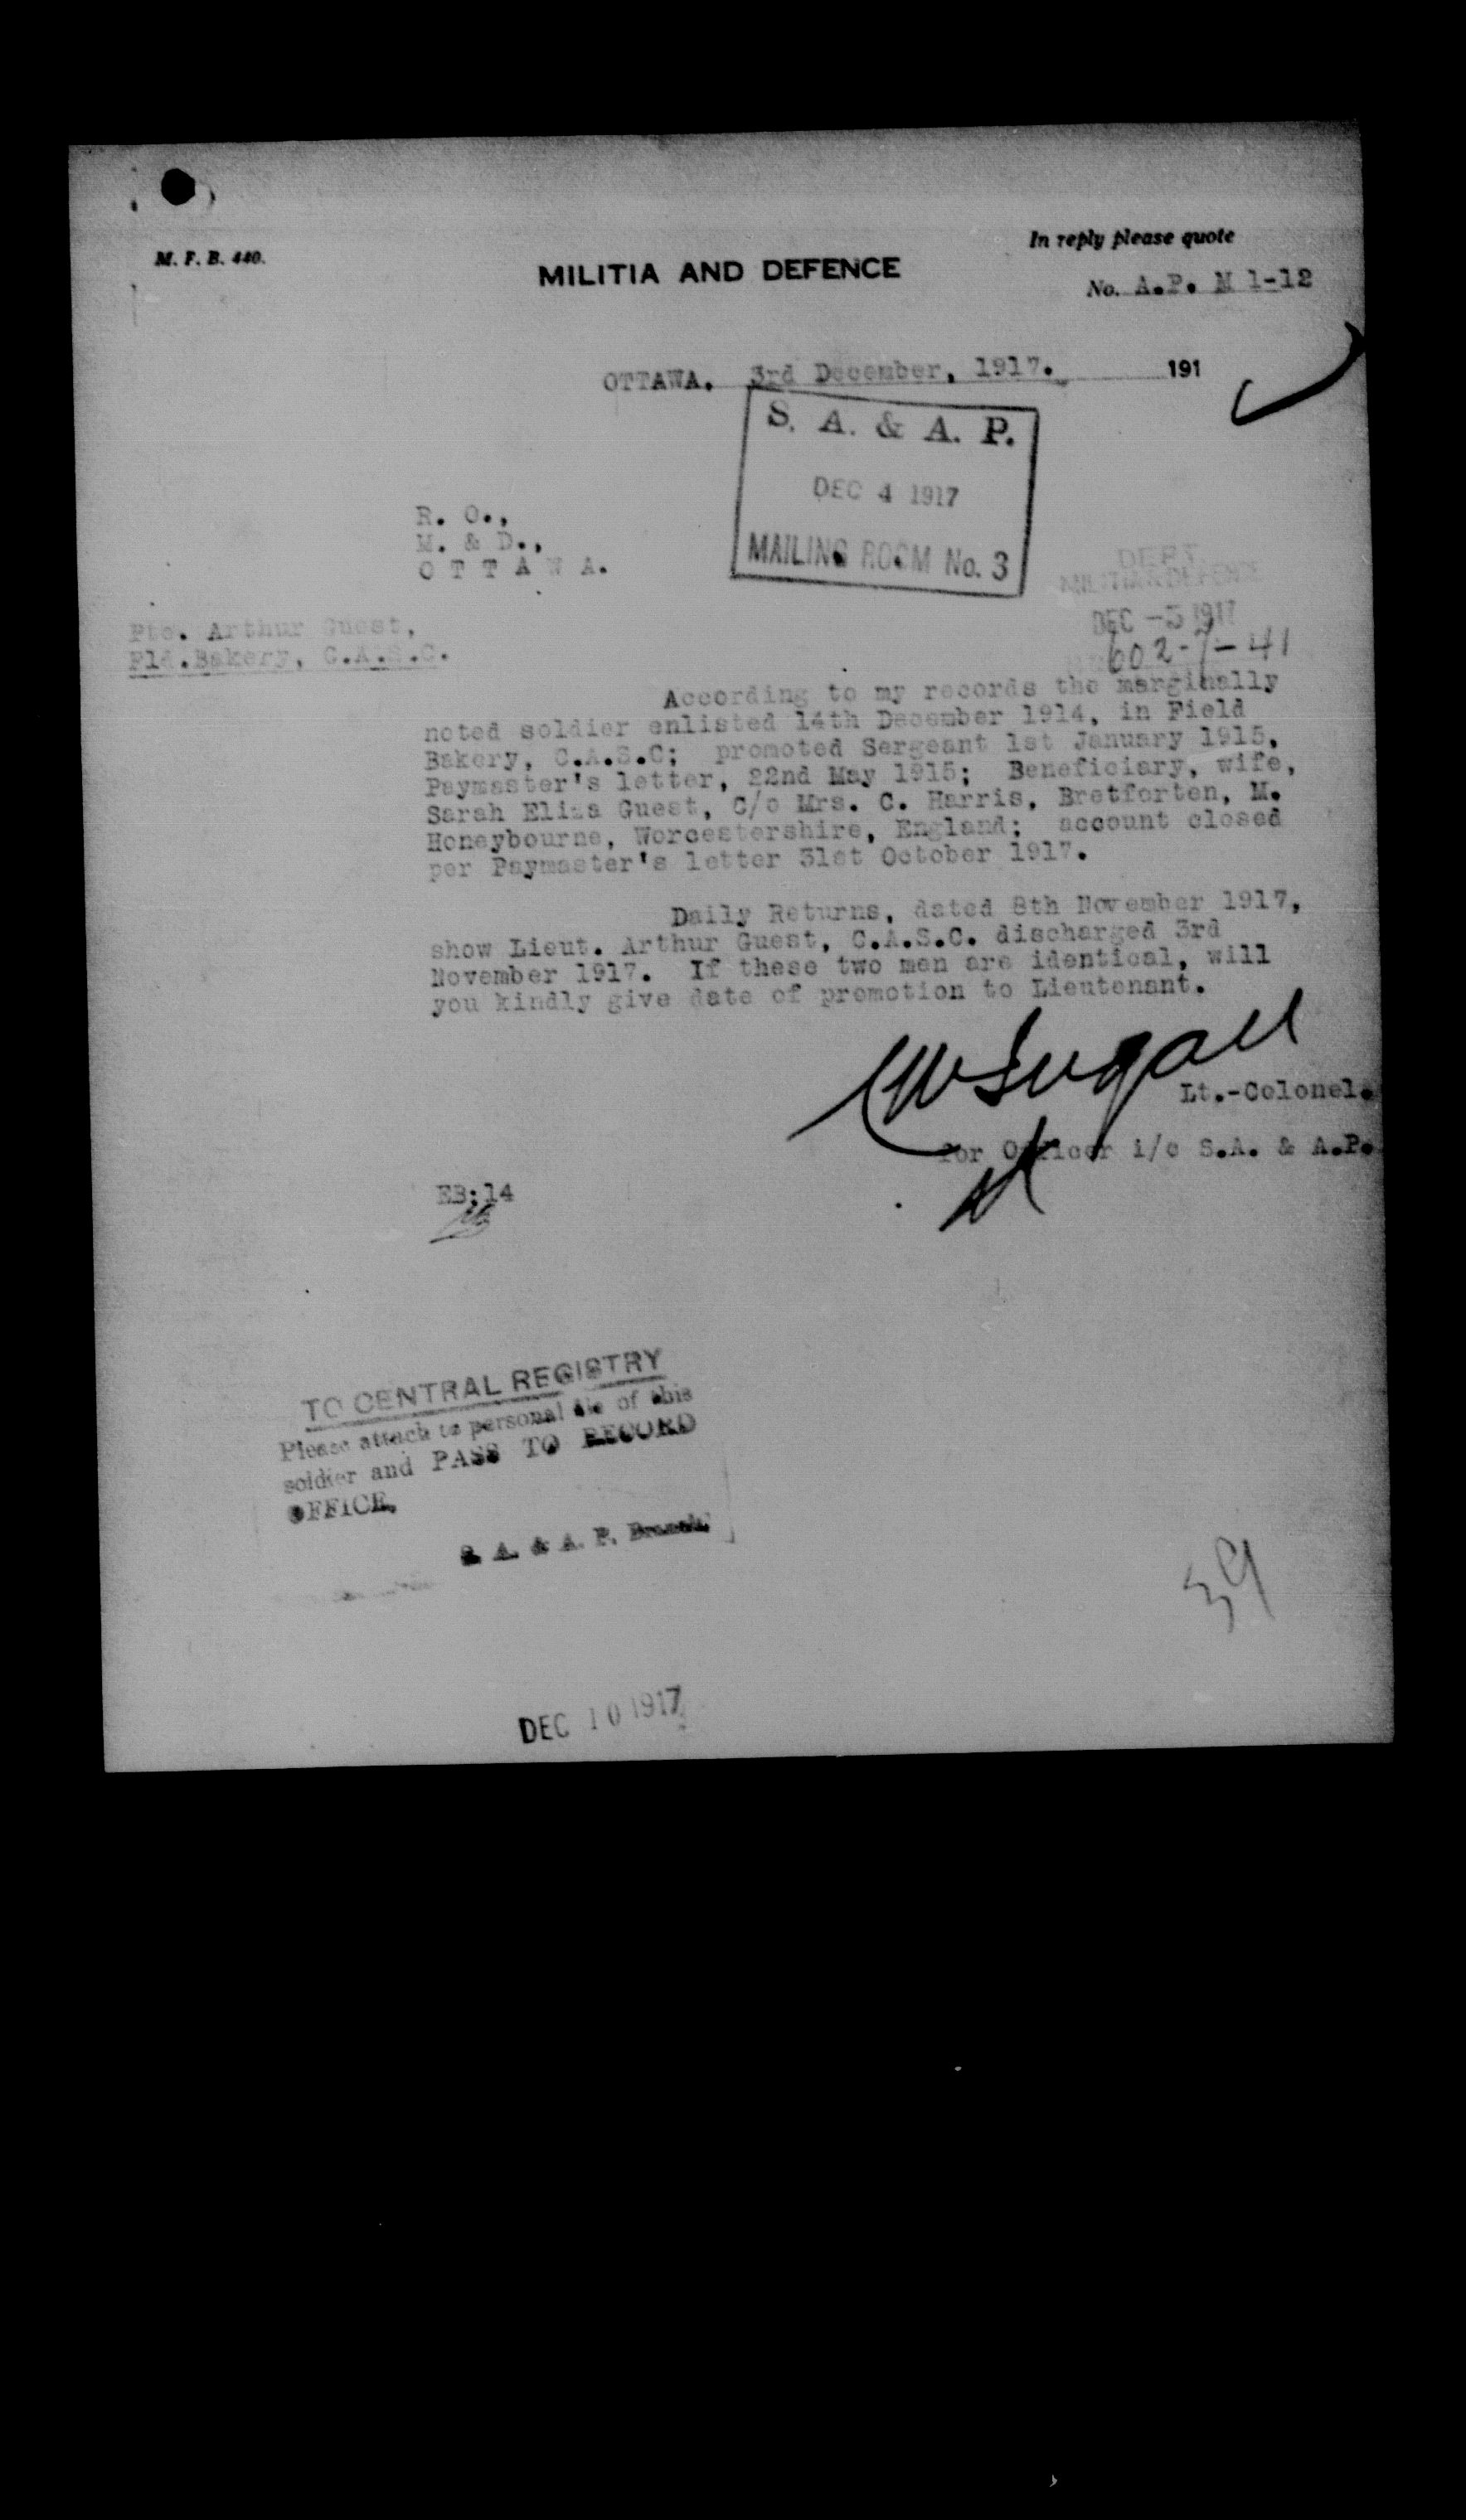 M. F. B. 440.
MILITIA AND DEFENCE
In reply please quote
No. A.P. M 1-12
OTTAWA. 3rd December, 1917. 191
S. A. & A. P.
DEC 4 1917
MAILING ROOM No. 3
R. O.,
M. & D.,
O T T A W A.
DEPT.
MILITIA & DEFENCE
DEC -3 1917
602-7-41
Pte. Arthur Guest,
Fld.Bakery, C.A.S.C.
According to my records the marginally
noted soldier enlisted 14th December 1914, in Field
Bakery, C.A.S.C; promoted Sergeant 1st January 1915,
Paymaster's letter, 22nd May 1915; Beneficiary, wife,
Sarah Eliza Guest, C/o Mrs. C. Harris, Bretforten, M.
Honeybourne, Worcestershire, England; account closed
per Paymaster's letter 31st October 1917.
Daily Returns, dated 8th November 1917,
show Lieut. Arthur Guest, C.A.S.C. discharged 3rd
November 1917. If these two men are identical, will
you kindly give date of promotion to Lieutenant.
Lt.-Colonel.
for Officer i/c S.A. & A.P.
EB:14
TO CENTRAL REGISTRY
Please attach to personal file of this
soldier and PASS TO RECORD
OFFICE.
S. A. & A. P. Branch.
39
DEC 10 1917